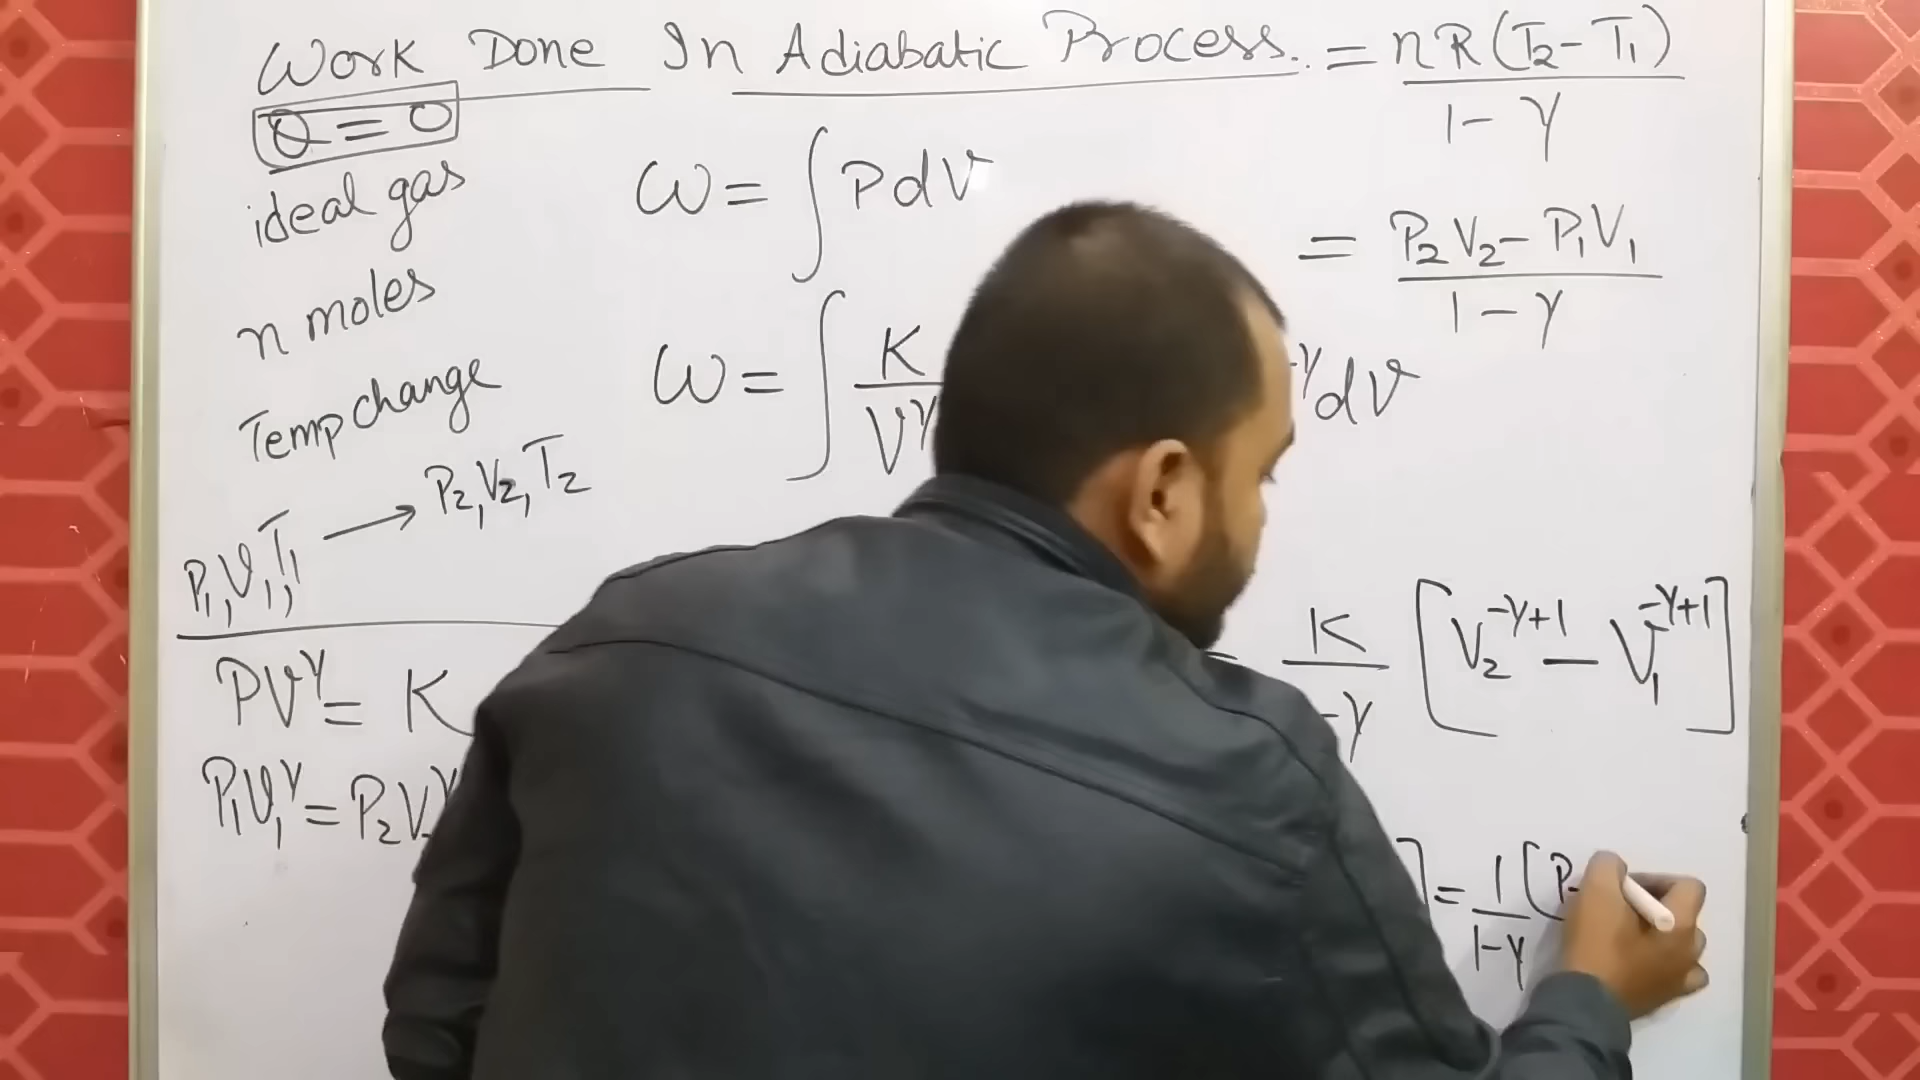 Work Done In Adiabatic Process. = nR(T₂ - T₁)
1 - γ
Q = 0
ideal gas
n moles
Temp change
P₁, V₁, T₁ → P₂, V₂, T₂
PVᵞ = K
P₁V₁ᵞ = P₂V₂ᵞ
W = ∫ PdV
W = ∫ K
Vᵞ
-ᵞdV
= P₂V₂ - P₁V₁
1 - γ
K [V₂^-γ+1 - V₁^-γ+1]
-γ
] = 1 [P
1-γ